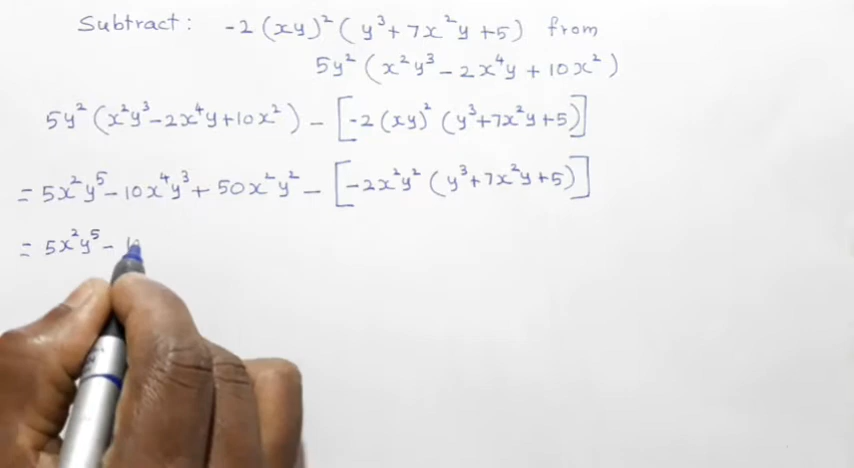 Subtract: -2(xy)²(y³+7x²y+5) from
5y²(x²y³-2x⁴y+10x²)
5y²(x²y³-2x⁴y+10x²) - [-2(xy)²(y³+7x²y+5)]
= 5x²y⁵-10x⁴y³+50x²y² - [-2x²y²(y³+7x²y+5)]
= 5x²y⁵ - 1